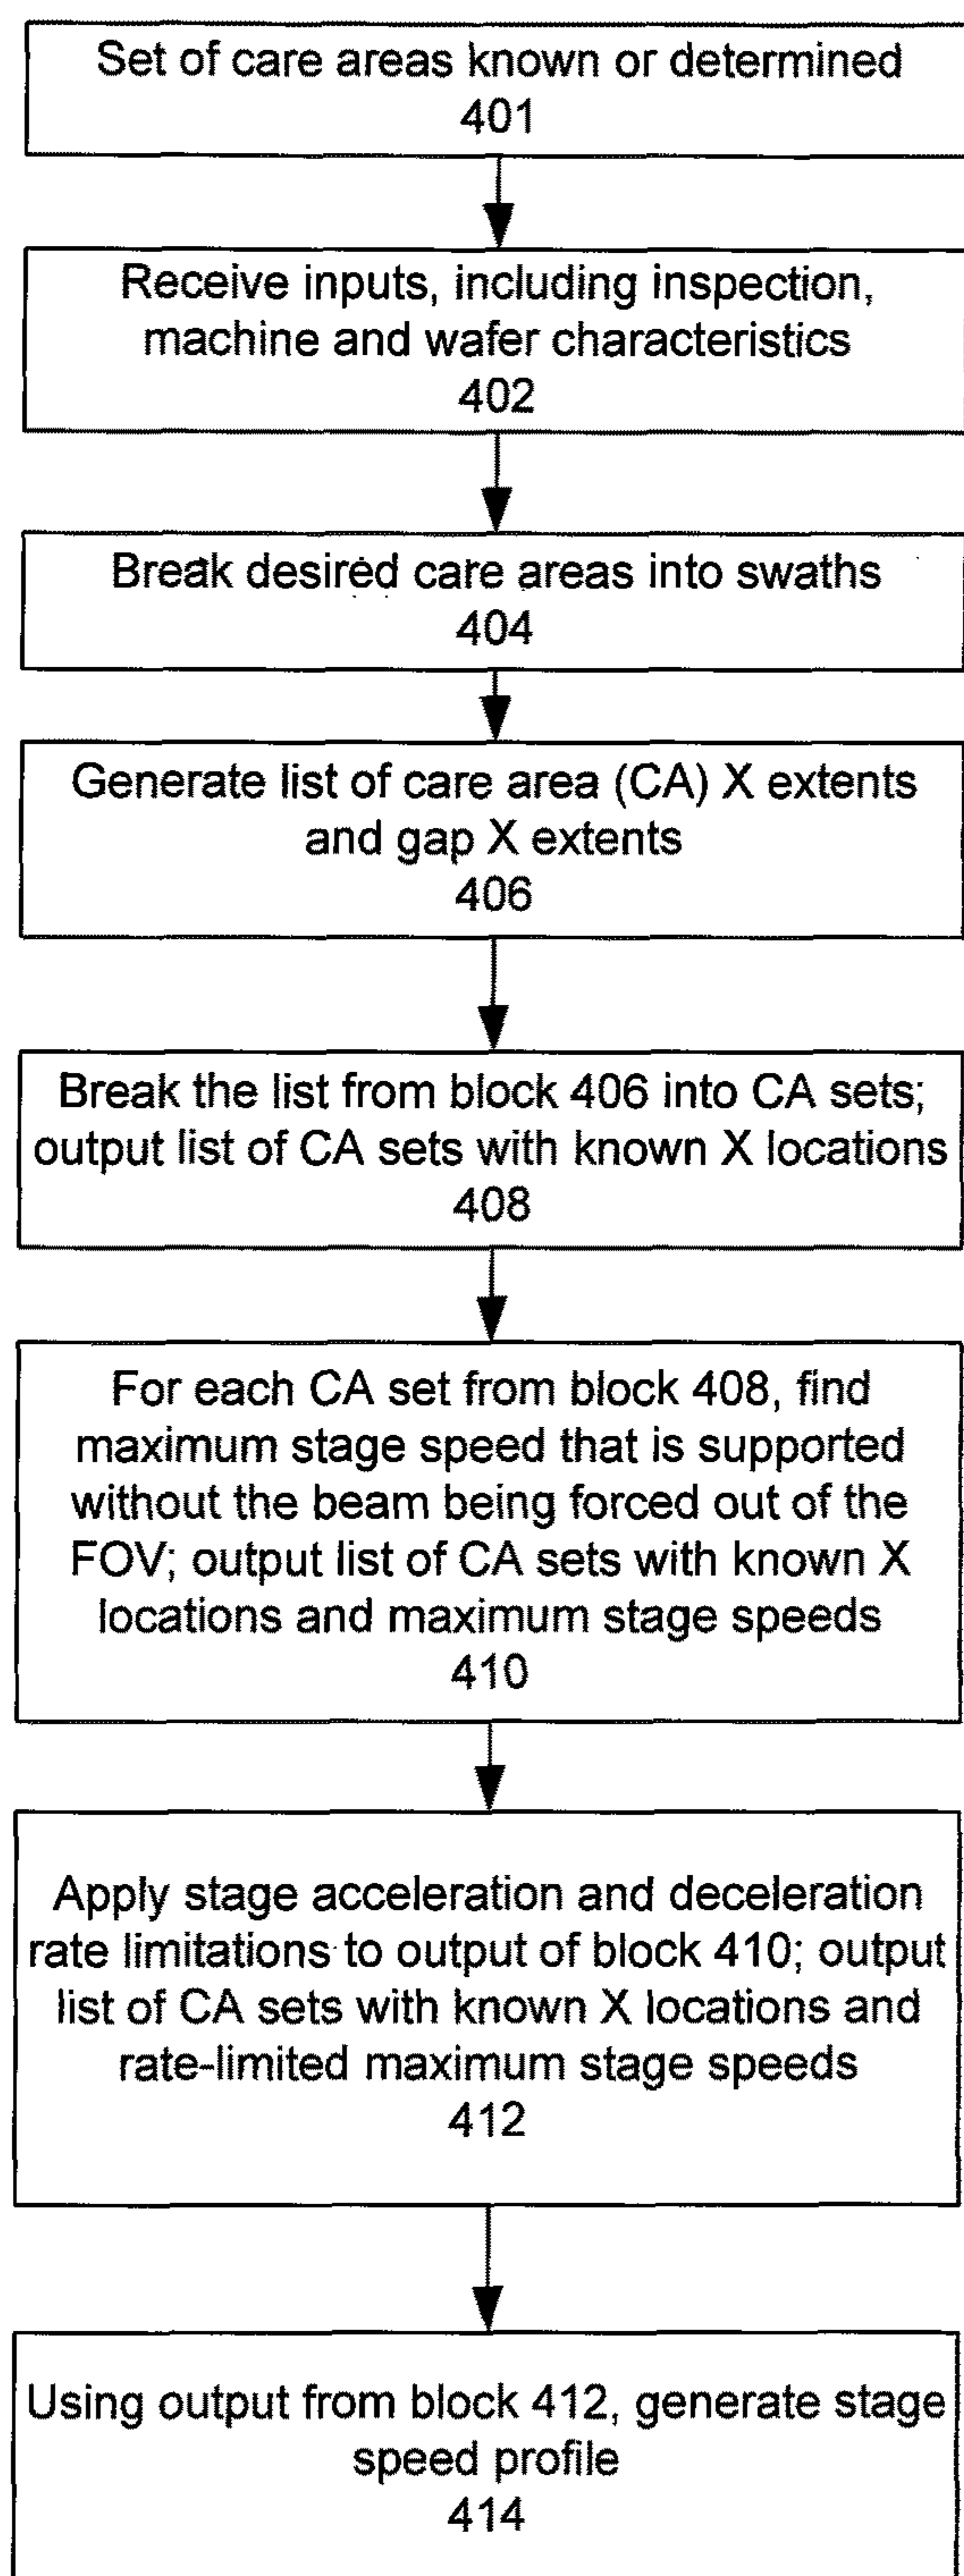 Set of care areas known or determined
401
Receive inputs, including inspection,
machine and wafer characteristics
402
Break desired care areas into swaths
404
Generate list of care area (CA) X extents
and gap X extents
406
Break the list from block 406 into CA sets;
output list of CA sets with known X locations
408
For each CA set from block 408, find
maximum stage speed that is supported
without the beam being forced out of the
FOV; output list of CA sets with known X
locations and maximum stage speeds
410
Apply stage acceleration and deceleration
rate limitations to output of block 410; output
list of CA sets with known X locations and
rate-limited maximum stage speeds
412
Using output from block 412, generate stage
speed profile
414